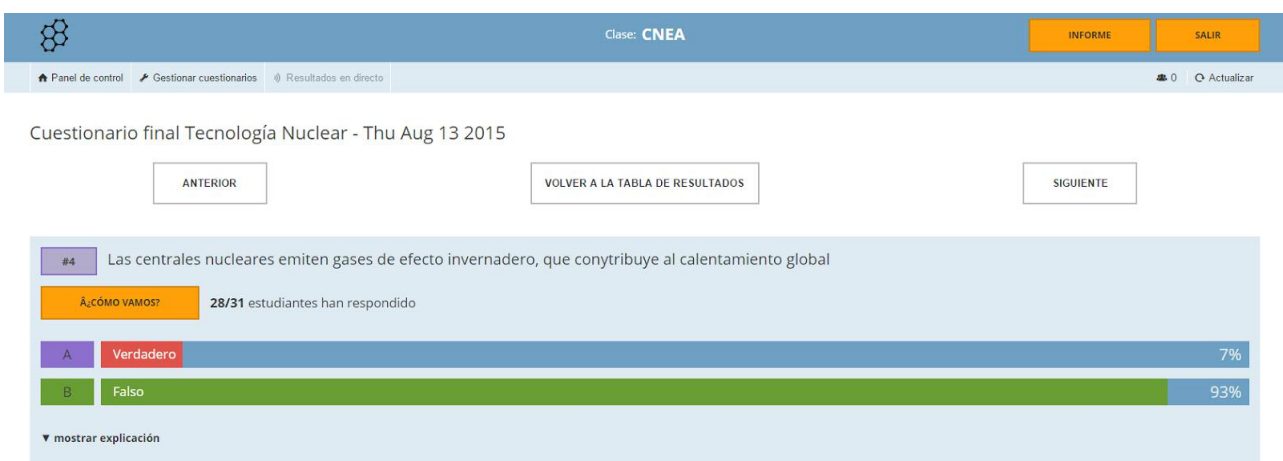 Clase: CNEA
INFORME
SALIR
Panel de control
Gestionar cuestionarios
Resultados en directo
0
Actualizar
Cuestionario final Tecnología Nuclear - Thu Aug 13 2015
ANTERIOR
VOLVER A LA TABLA DE RESULTADOS
SIGUIENTE
#4
Las centrales nucleares emiten gases de efecto invernadero, que conytribuye al calentamiento global
Â¿CÓMO VAMOS?
28/31 estudiantes han respondido
A
Verdadero
7%
B
Falso
93%
▼ mostrar explicación